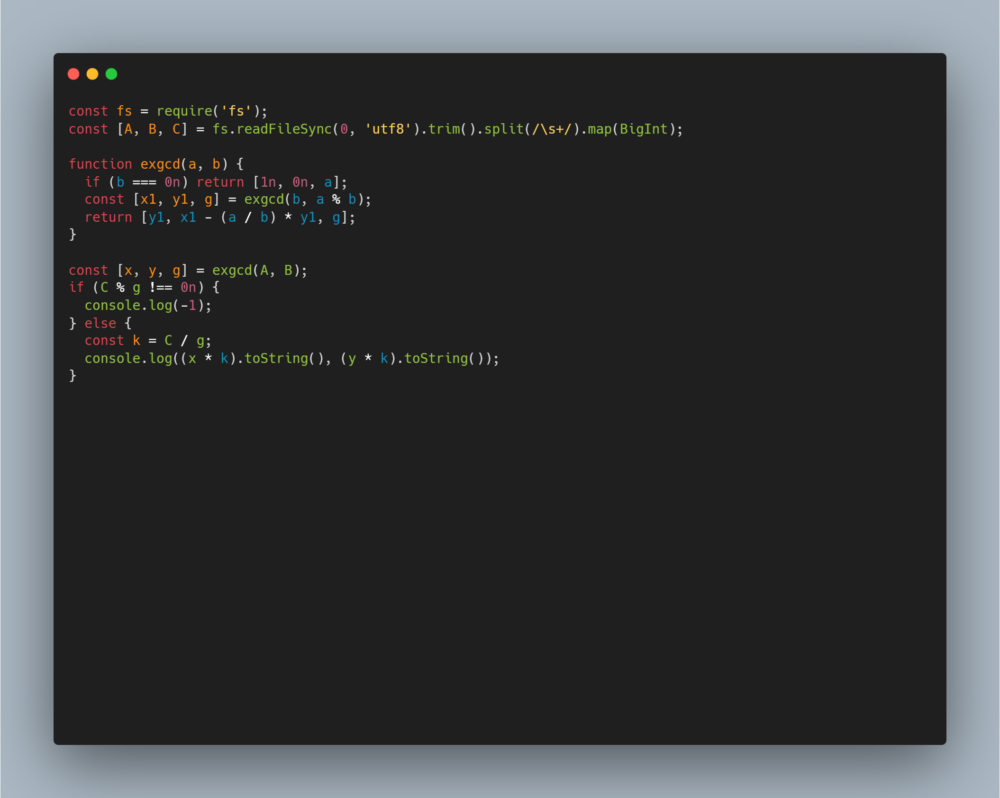 const fs = require('fs');
const [A, B, C] = fs.readFileSync(0, 'utf8').trim().split(/\s+/).map(BigInt);

function exgcd(a, b) {
  if (b === 0n) return [1n, 0n, a];
  const [x1, y1, g] = exgcd(b, a % b);
  return [y1, x1 - (a / b) * y1, g];
}

const [x, y, g] = exgcd(A, B);
if (C % g !== 0n) {
  console.log(-1);
} else {
  const k = C / g;
  console.log((x * k).toString(), (y * k).toString());
}